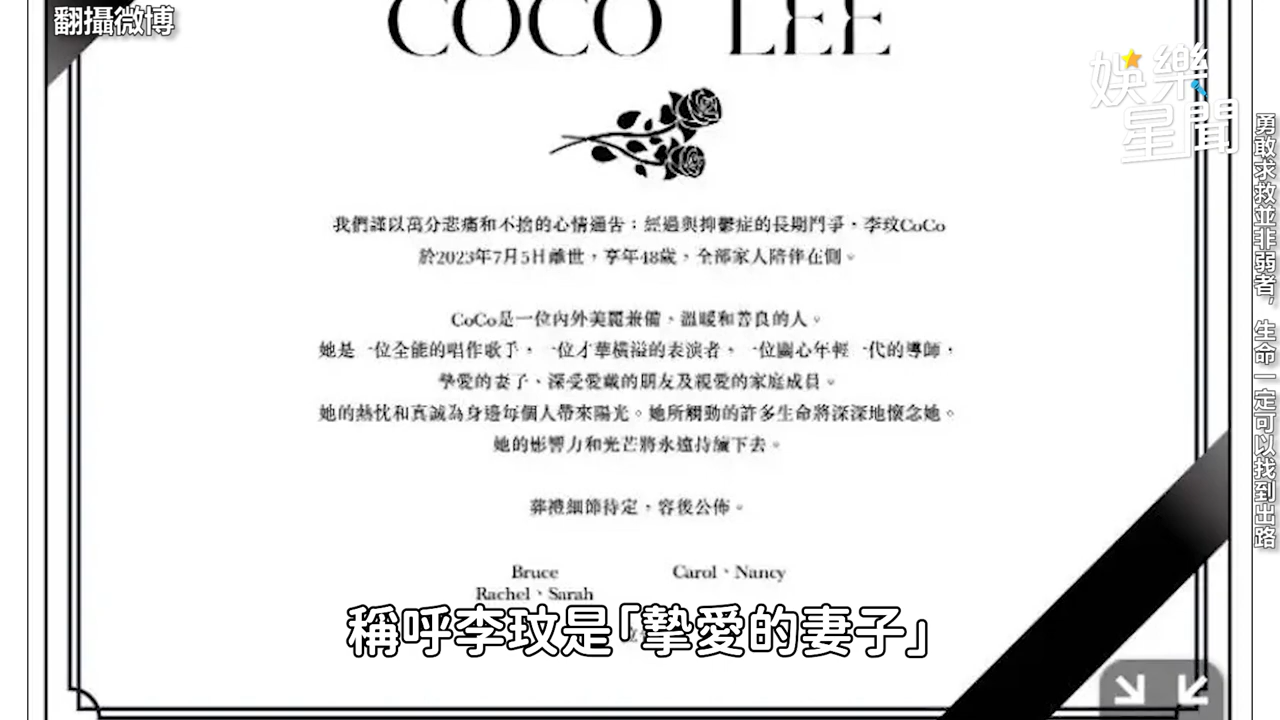 翻攝微博
COCO LEE
娛樂
星聞
我們謹以萬分悲痛和不捨的心情通告：經過與抑鬱症的長期鬥爭，李玟CoCo
於2023年7月5日離世，享年48歲，全部家人陪伴在側。
CoCo是一位內外美麗兼備、溫暖和善良的人。
她是一位全能的唱作歌手，一位才華橫溢的表演者，一位關心年輕一代的導師，
摯愛的妻子、深受愛戴的朋友及親愛的家庭成員。
她的熱忱和真誠為身邊每個人帶來陽光。她所觸動的許多生命將深深地懷念她。
她的影響力和光芒將永遠持續下去。
葬禮細節待定，容後公佈。
Bruce
Carol、Nancy
Rachel、Sarah
稱呼李玟是「摯愛的妻子」
勇敢求救並非弱者，生命一定可以找到出路